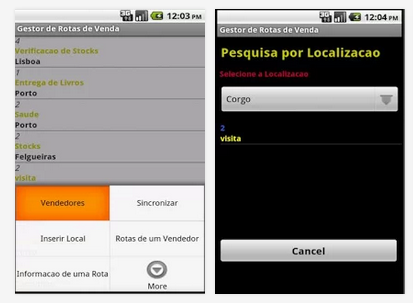 12:03 PM
Gestor de Rotas de Venda
4
Verificacao de Stocks
Lisboa
1
Entrega de Livros
Porto
2
Saude
Porto
2
Stocks
Felgueiras
2
visita
Vendedores
Sincronizar
Inserir Local
Rotas de um Vendedor
Informacao de uma Rota
More
12:04 PM
Gestor de Rotas de Venda
Pesquisa por Localizacao
Selecione a Localizacao
Corgo
2
visita
Cancel